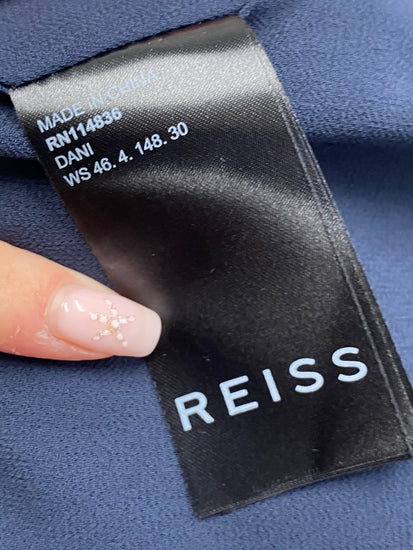 MADE IN CHINA
RN114836
DANI
WS 46. 4. 148. 30
REISS